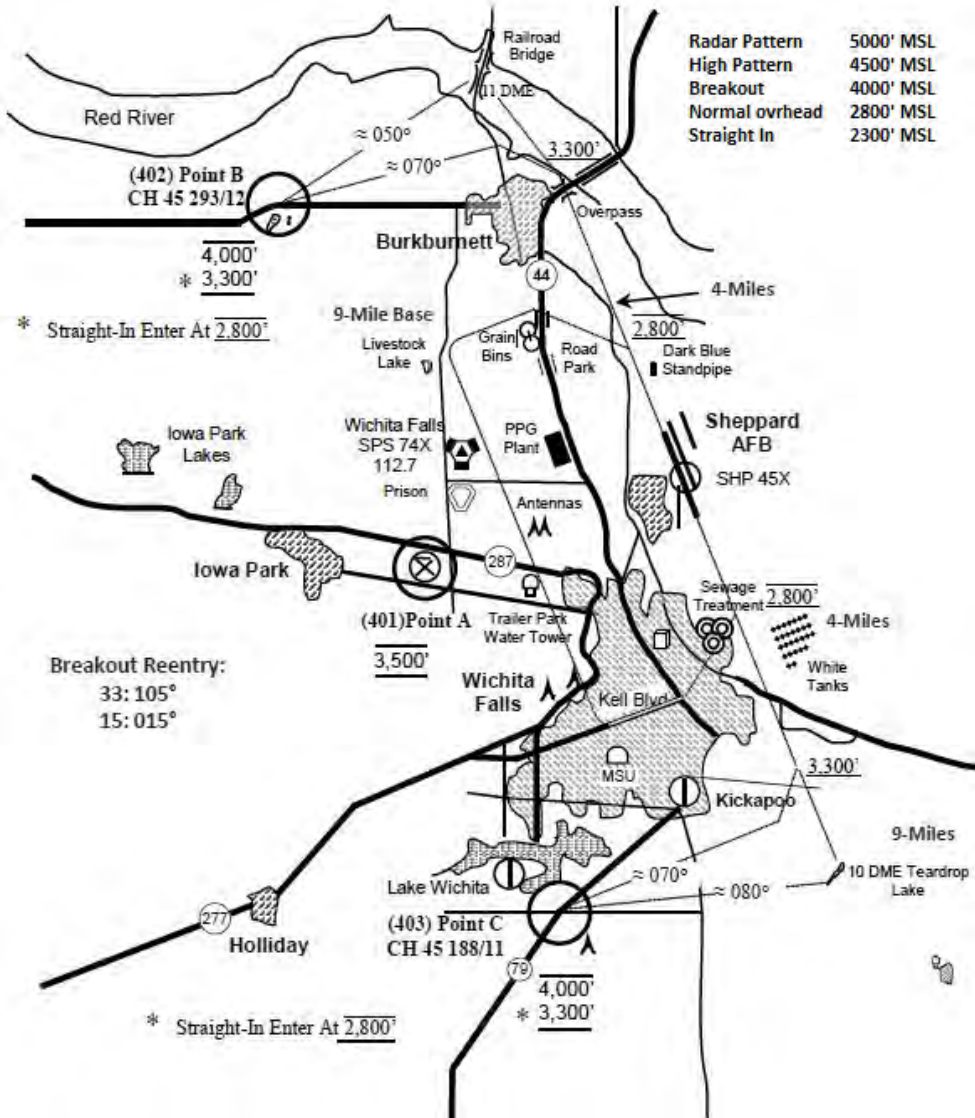 Radar Pattern 5000' MSL
High Pattern 4500' MSL
Breakout 4000' MSL
Normal ovrhead 2800' MSL
Straight In 2300' MSL
Railroad
Bridge
11 DME
Red River
≈ 050°
≈ 070°
3,300'
(402) Point B
CH 45 293/12
Overpass
Burkburnett
4,000'
* 3,300'
44
4-Miles
* Straight-In Enter At 2,800'
9-Mile Base
2,800'
Livestock
Lake
Grain
Bins
Road
Park
Dark Blue
Standpipe
Iowa Park
Lakes
Wichita Falls
SPS 74X
112.7
PPG
Plant
Sheppard
AFB
SHP 45X
Prison
Antennas
Iowa Park
287
(401)Point A
3,500'
Trailer Park
Water Tower
Sewage
Treatment
2,800'
4-Miles
White
Tanks
Breakout Reentry:
33: 105°
15: 015°
Wichita
Falls
Kell Blvd
MSU
3,300'
Kickapoo
9-Miles
10 DME Teardrop
Lake
≈ 070°
≈ 080°
Lake Wichita
277
Holliday
(403) Point C
CH 45 188/11
79
4,000'
* 3,300'
* Straight-In Enter At 2,800'